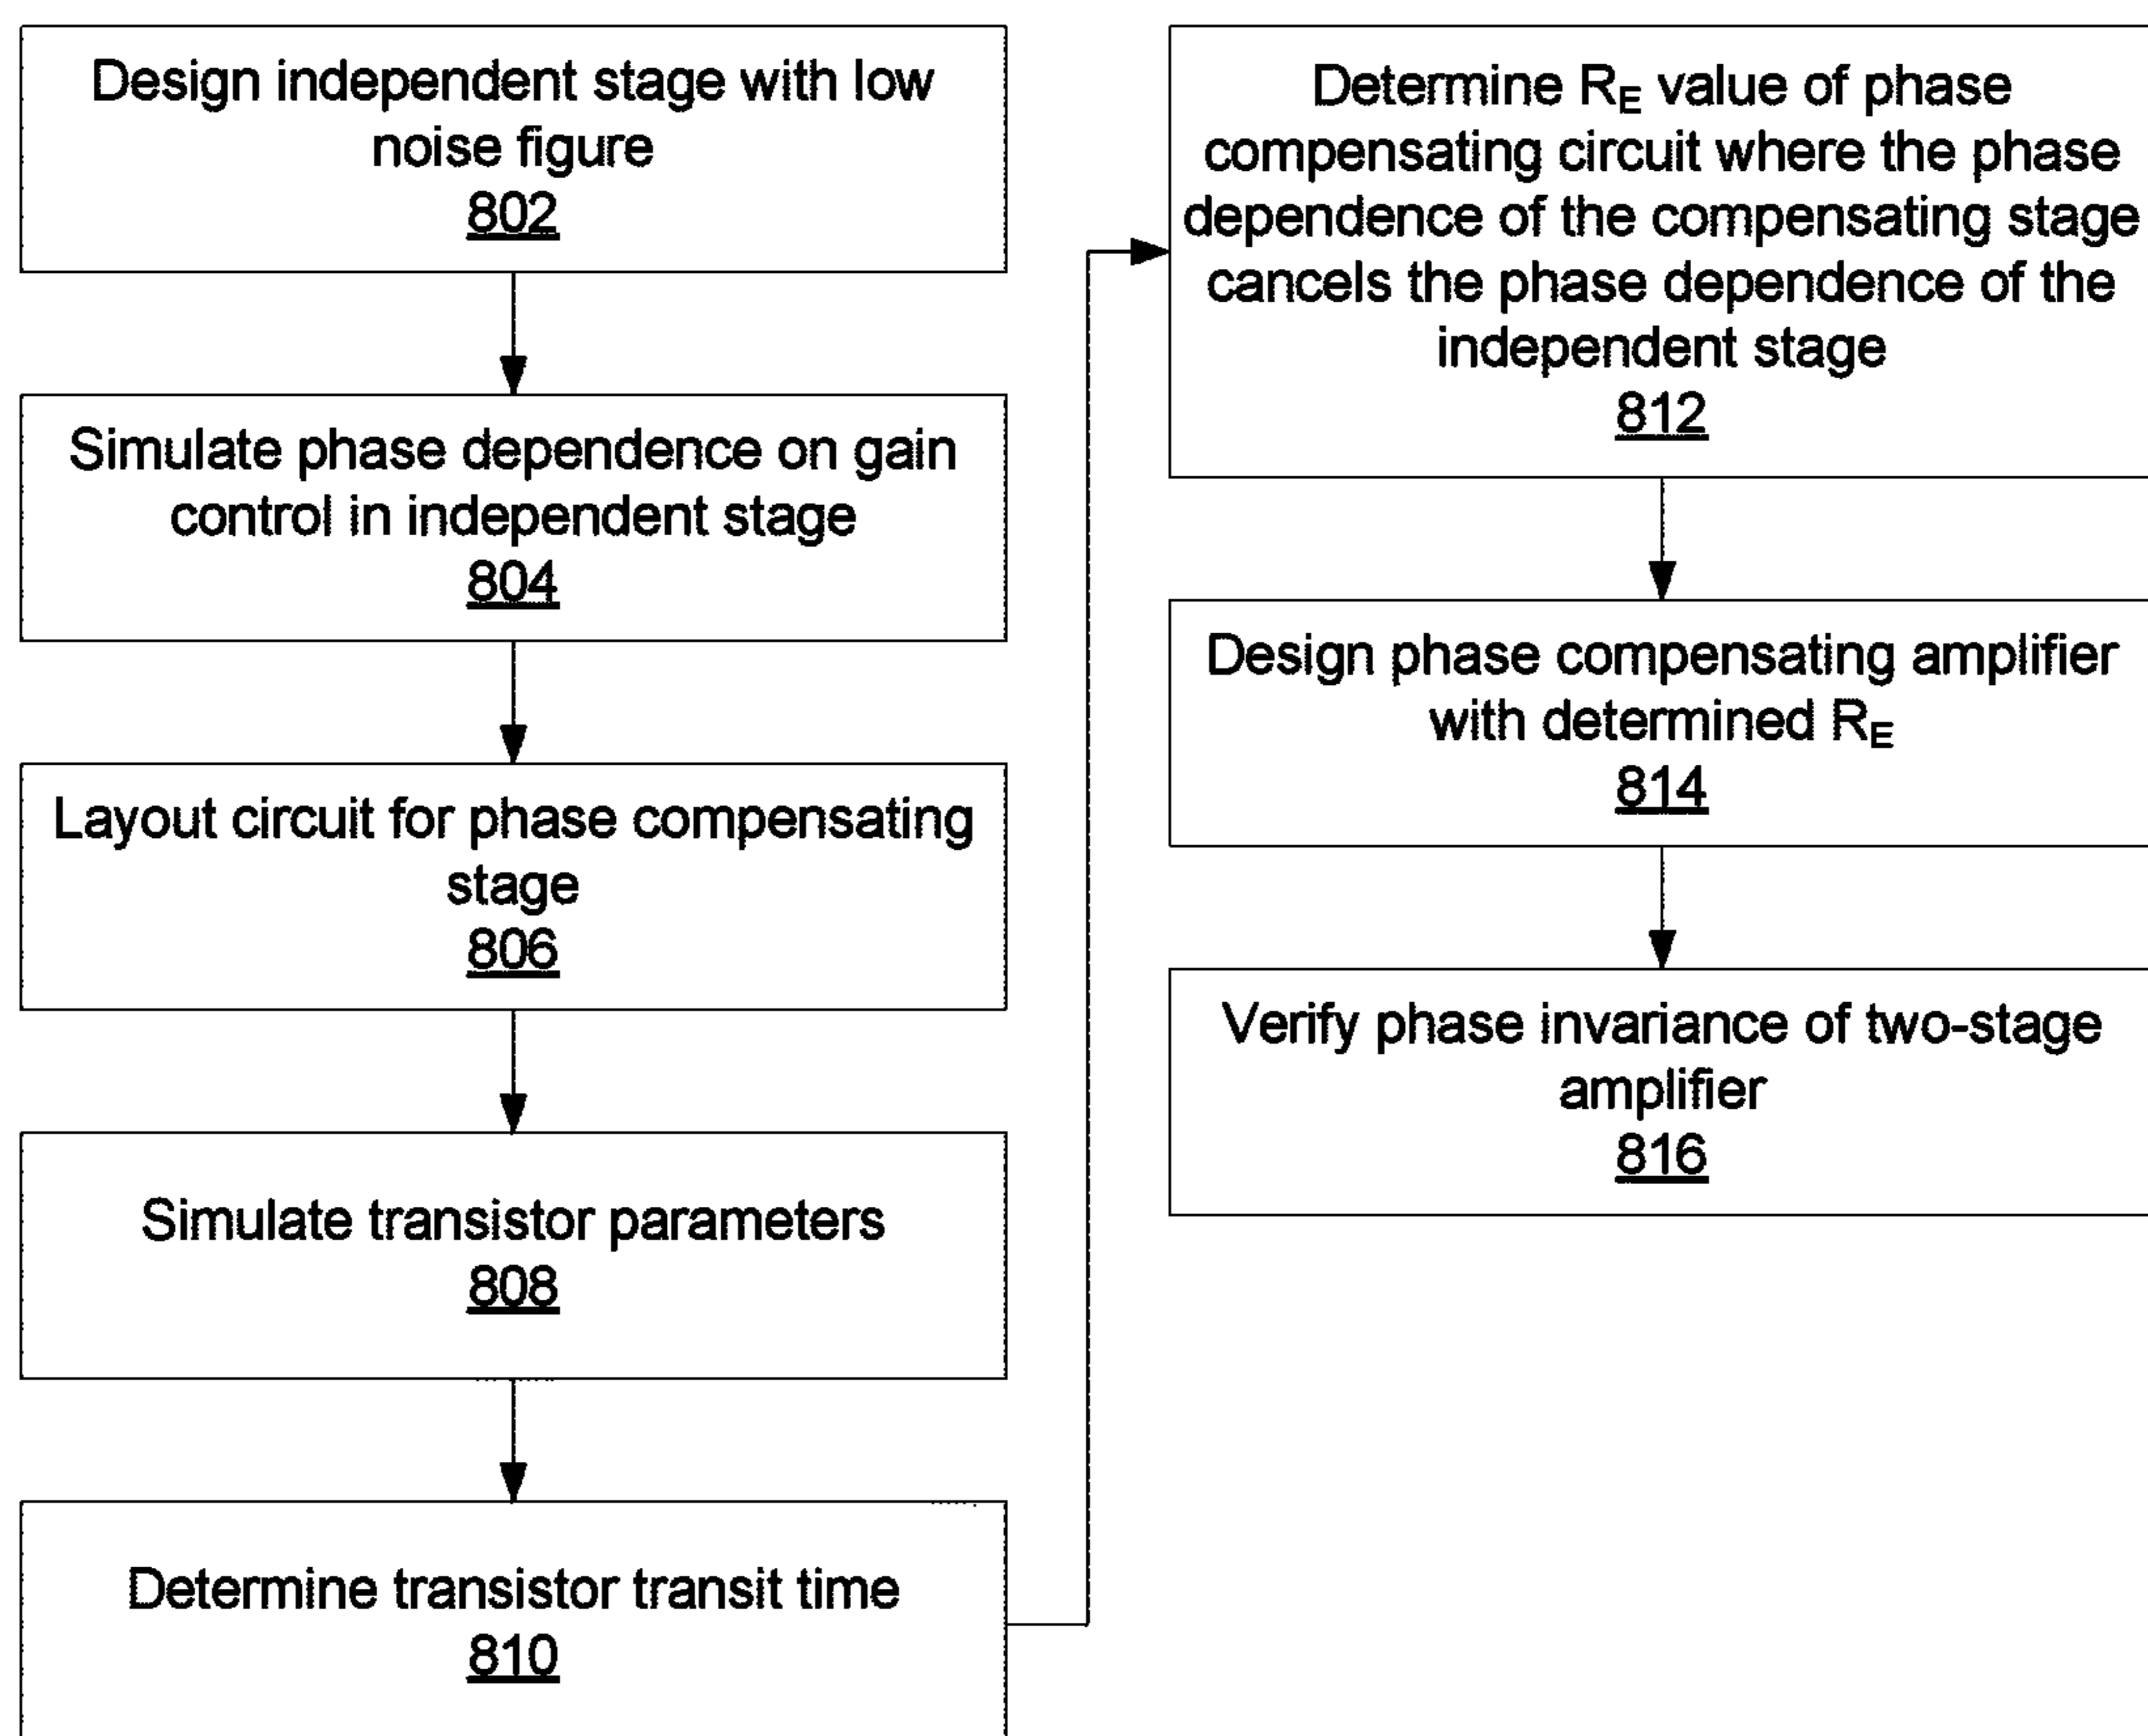 Design independent stage with low
noise figure
802
Simulate phase dependence on gain
control in independent stage
804
Layout circuit for phase compensating
stage
806
Simulate transistor parameters
808
Determine transistor transit time
810
Determine R_E value of phase
compensating circuit where the phase
dependence of the compensating stage
cancels the phase dependence of the
independent stage
812
Design phase compensating amplifier
with determined R_E
814
Verify phase invariance of two-stage
amplifier
816